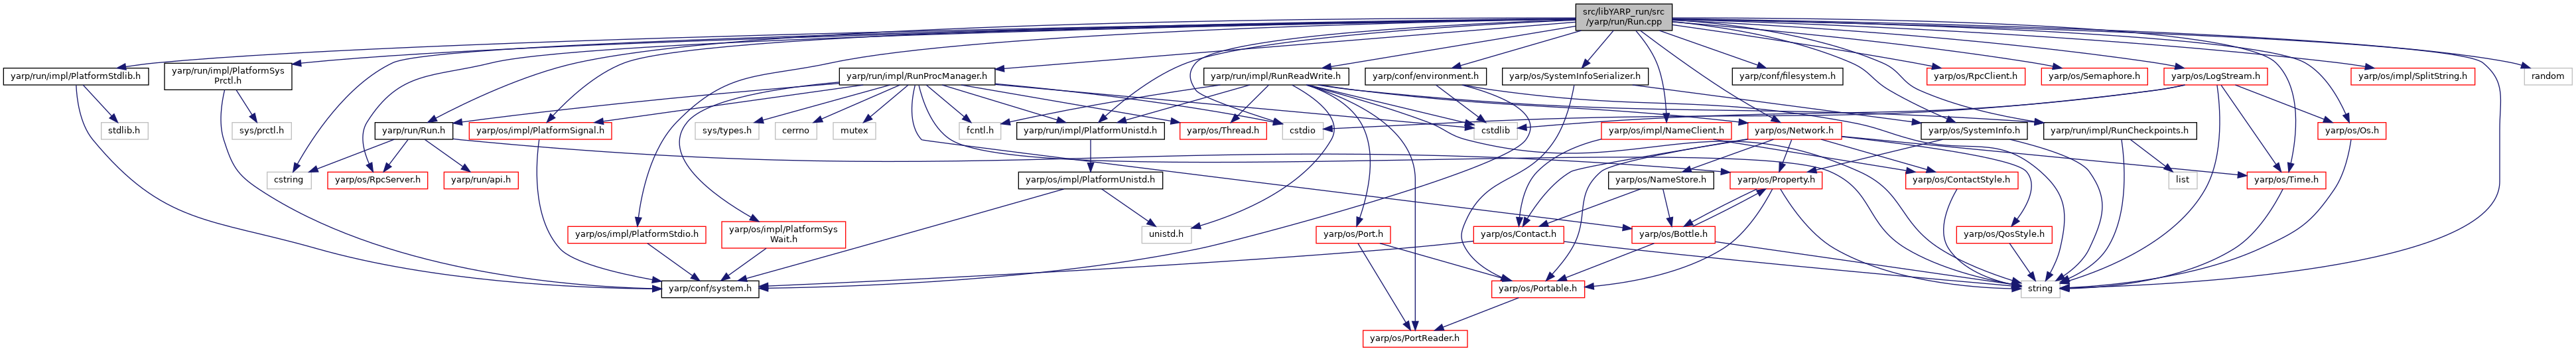 src/libYARP_run/src
/yarp/run/Run.cpp
yarp/run/impl/PlatformStdlib.h
yarp/run/impl/PlatformSys
Prctl.h
yarp/run/impl/RunProcManager.h
yarp/run/impl/RunReadWrite.h
yarp/conf/environment.h
yarp/os/SystemInfoSerializer.h
yarp/conf/filesystem.h
yarp/os/RpcClient.h
yarp/os/Semaphore.h
yarp/os/LogStream.h
yarp/os/impl/SplitString.h
random
stdlib.h
sys/prctl.h
yarp/run/Run.h
yarp/os/impl/PlatformSignal.h
sys/types.h
cerrno
mutex
fcntl.h
yarp/run/impl/PlatformUnistd.h
yarp/os/Thread.h
cstdio
cstdlib
yarp/os/impl/NameClient.h
yarp/os/Network.h
yarp/os/SystemInfo.h
yarp/run/impl/RunCheckpoints.h
yarp/os/Os.h
cstring
yarp/os/RpcServer.h
yarp/run/api.h
yarp/os/impl/PlatformUnistd.h
yarp/os/NameStore.h
yarp/os/Property.h
yarp/os/ContactStyle.h
list
yarp/os/Time.h
yarp/os/impl/PlatformStdio.h
yarp/os/impl/PlatformSys
Wait.h
unistd.h
yarp/os/Port.h
yarp/os/Contact.h
yarp/os/Bottle.h
yarp/os/QosStyle.h
yarp/conf/system.h
yarp/os/Portable.h
string
yarp/os/PortReader.h